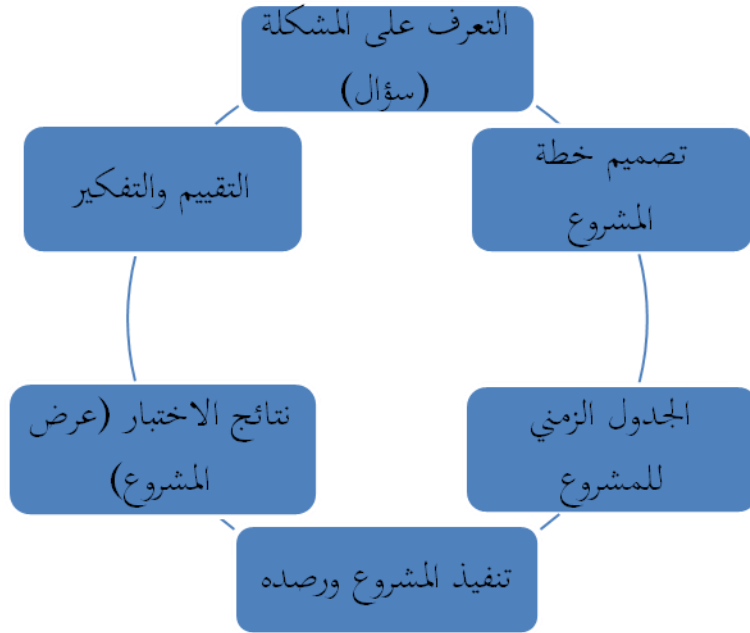 التعرف على المشكلة
(سؤال)
تصميم خطة
المشروع
الجدول الزمني
للمشروع
تنفيذ المشروع ورصده
نتائج الاختبار (عرض
المشروع)
التقييم والتفكير